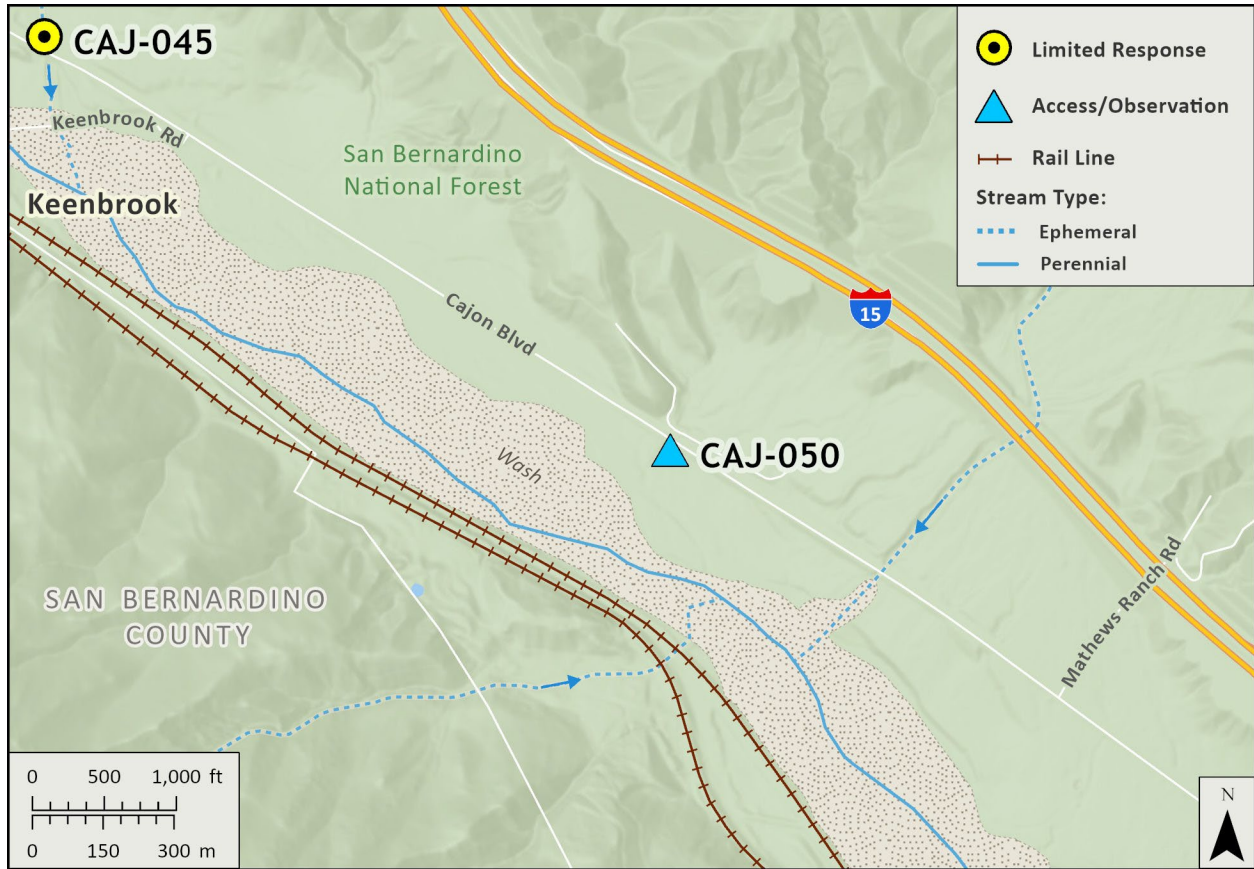 CAJ-045
Keenbrook Rd
San Bernardino
National Forest
Keenbrook
Cajon Blvd
15
Wash
CAJ-050
Mathews Ranch Rd
SAN BERNARDINO
COUNTY
Limited Response
Access/Observation
Rail Line
Stream Type:
Ephemeral
Perennial
0 500 1,000 ft
0 150 300 m
N